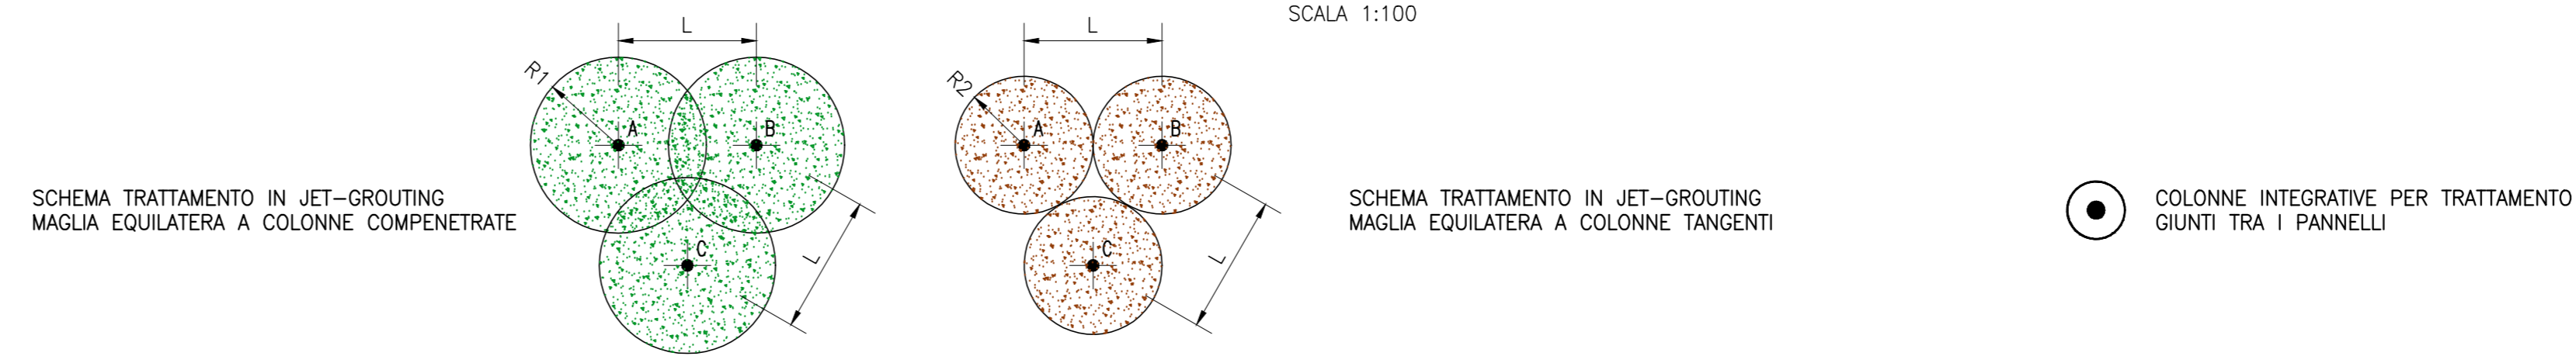 SCALA 1:100
L
R1
A
B
C
L
SCHEMA TRATTAMENTO IN JET-GROUTING
MAGLIA EQUILATERA A COLONNE COMPENETRATE
L
R2
A
B
C
L
SCHEMA TRATTAMENTO IN JET-GROUTING
MAGLIA EQUILATERA A COLONNE TANGENTI
COLONNE INTEGRATIVE PER TRATTAMENTO
GIUNTI TRA I PANNELLI